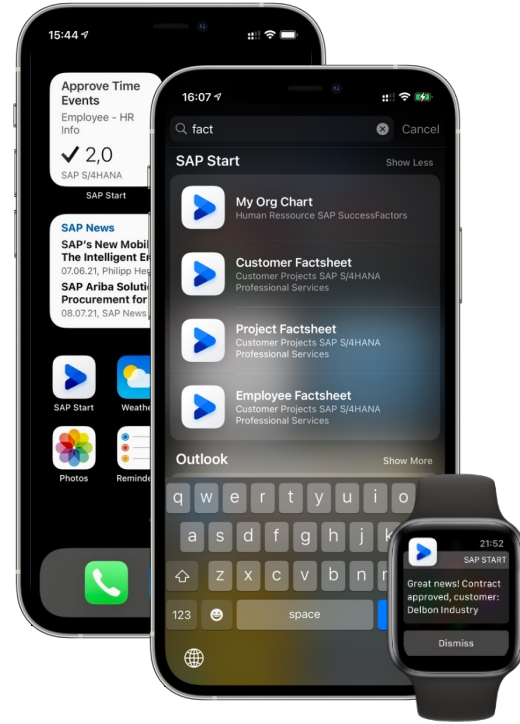 15:44
Approve Time
Events
Employee - HR
Info
2,0
SAP S/4HANA
SAP Start
SAP News
SAP's New Mobil
The Intelligent E
07.06.21, Philipp He
SAP Ariba Soluti
Procurement for
08.07.21, SAP News
SAP Start
Weathe
Photos
Reminde
16:07
fact
Cancel
SAP Start
Show Less
My Org Chart
Human Ressource SAP SuccessFactors
Customer Factsheet
Customer Projects SAP S/4HANA
Professional Services
Project Factsheet
Customer Projects SAP S/4HANA
Professional Services
Employee Factsheet
Customer Projects SAP S/4HANA
Professional Services
Outlook
Show More
q w e r t y u i o
a s d f g h j k
z x c v b n
123
space
21:52
SAP START
Great news! Contract
approved, customer:
Delbon Industry
Dismiss